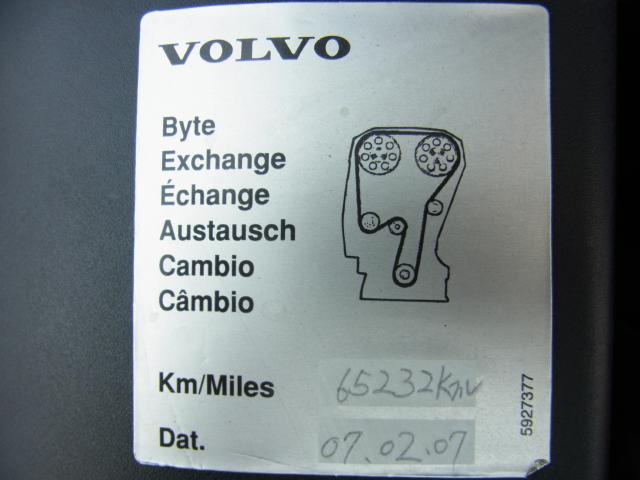 VOLVO
Byte
Exchange
Échange
Austausch
Cambio
Câmbio
Km/Miles 65232Km
Dat. 07.02.07
5927377